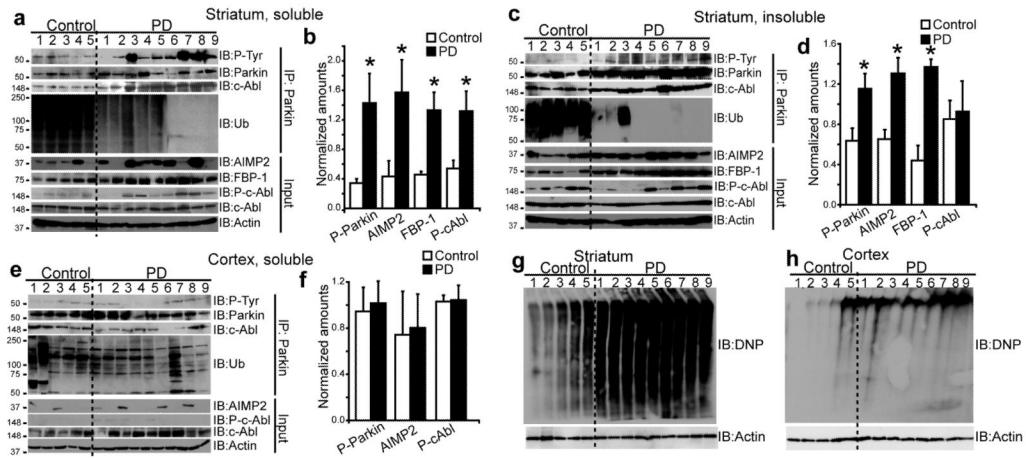 a
Striatum, soluble
Control PD
1 2 3 4 5 1 2 3 4 5 6 7 8 9
50 IB:P-Tyr
50 IB:Parkin
148 IB:c-Abl
250
150
100
75
50
IB:Ub
IP: Parkin
37 IB:AIMP2
75 IB:FBP-1
148 IB:P-c-Abl
148 IB:c-Abl
37 IB:Actin
Input
b
Control
PD
Normalized amounts
2.0
1.6
1.2
0.8
0.4
0.0
* * * *
P-Parkin
AIMP2
FBP-1
P-cAbl
c
Striatum, insoluble
Control PD
1 2 3 4 5 1 2 3 4 5 6 7 8 9
50 IB:P-Tyr
50 IB:Parkin
148 IB:c-Abl
100
75
50
IB:Ub
IP: Parkin
37 IB:AIMP2
75 IB:FBP-1
148 IB:P-c-Abl
148 IB:c-Abl
37 IB:Actin
Input
d
Control
PD
Normalized amounts
1.6
1.2
0.8
0.4
0.0
* * *
P-Parkin
AIMP2
FBP-1
P-cAbl
e
Cortex, soluble
Control PD
1 2 3 4 5 1 2 3 4 5 6 7 8 9
50 IB:P-Tyr
50 IB:Parkin
148 IB:c-Abl
250
100
75
50
IB:Ub
IP: Parkin
37 IB:AIMP2
148 IB:P-c-Abl
148 IB:c-Abl
37 IB:Actin
Input
f
Control
PD
Normalized amounts
1.2
0.8
0.4
0.0
P-Parkin
AIMP2
P-cAbl
g
Striatum
Control PD
1 2 3 4 5 1 2 3 4 5 6 7 8 9
IB:DNP
IB:Actin
h
Cortex
Control PD
1 2 3 4 5 1 2 3 4 5 6 7 8 9
IB:DNP
IB:Actin